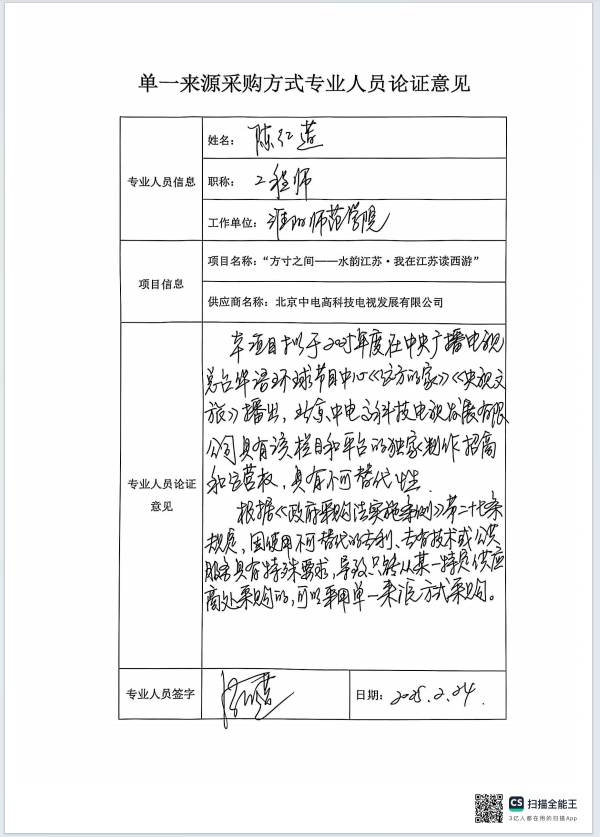 单一来源采购方式专业人员论证意见
专业人员信息
姓名：陈仁莲
职称：工程师
工作单位：淮阴师范学院
项目信息
项目名称：“方寸之间——水韵江苏·我在江苏读西游”
供应商名称：北京中电高科技电视发展有限公司
专业人员论证
意见
本项目拟于2025年度在中央广播电视
总台华语环球节目中心《远方的家》《央视文
旅》播出，北京中电高科技电视发展有限
公司具有该栏目和平台的独家制作招商
和运营权，具有不可替代性
根据《政府采购法实施条例》第二十七条
规定，因使用不可替代的专利、专有技术或公共
服务具有特殊要求，导致只能从某一特定供应
商处采购的，可以采用单一来源方式采购。
专业人员签字
日期：2025.2.24.
CS 扫描全能王
3亿人都在用的扫描App